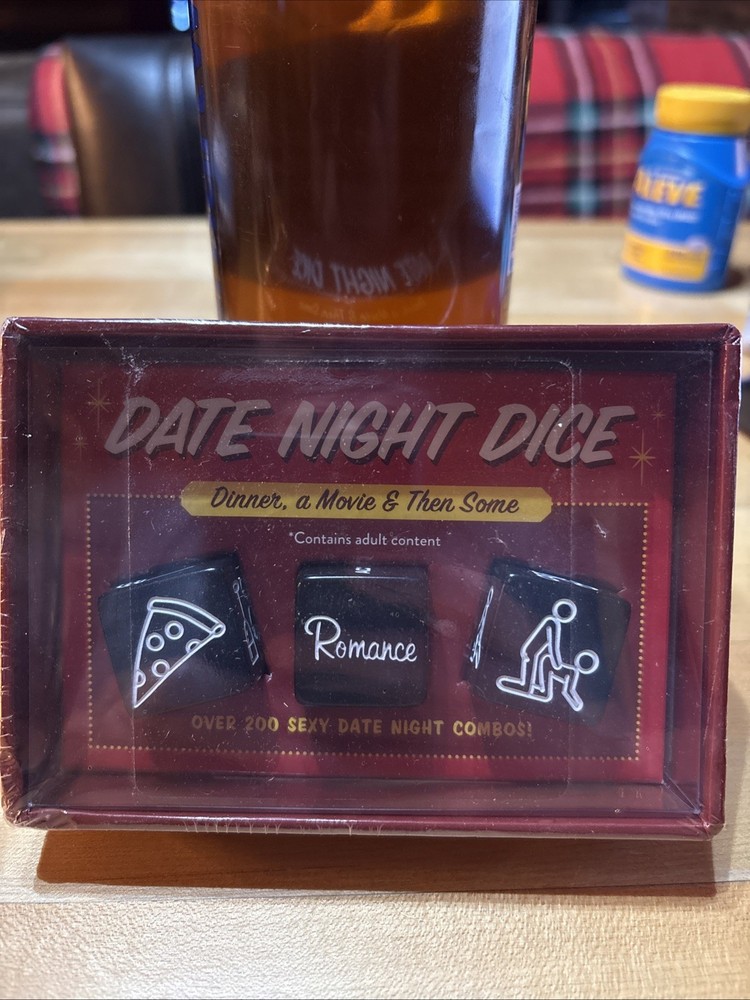 ALEVE
DATE NIGHT DICE
DATE NIGHT DICE
Dinner, a Movie & Then Some
*Contains adult content
Romance
OVER 200 SEXY DATE NIGHT COMBOS!